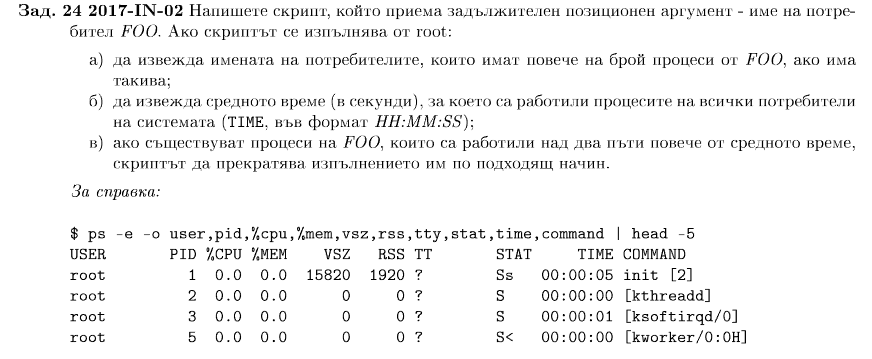 Зад. 24 2017-IN-02 Напишете скрипт, който приема задължителен позиционен аргумент - име на потре-
бител FOO. Ако скриптът се изпълнява от root:
а) да извежда имената на потребителите, които имат повече на брой процеси от FOO, ако има
такива;
б) да извежда средното време (в секунди), за което са работили процесите на всички потребители
на системата (TIME, във формат HH:MM:SS);
в) ако съществуват процеси на FOO, които са работили над два пъти повече от средното време,
скриптът да прекратява изпълнението им по подходящ начин.
За справка:
$ ps -e -o user,pid,%cpu,%mem,vsz,rss,tty,stat,time,command | head -5
USER PID %CPU %MEM VSZ RSS TT STAT TIME COMMAND
root 1 0.0 0.0 15820 1920 ? Ss 00:00:05 init [2]
root 2 0.0 0.0 0 0 ? S 00:00:00 [kthreadd]
root 3 0.0 0.0 0 0 ? S 00:00:01 [ksoftirqd/0]
root 5 0.0 0.0 0 0 ? S< 00:00:00 [kworker/0:0H]